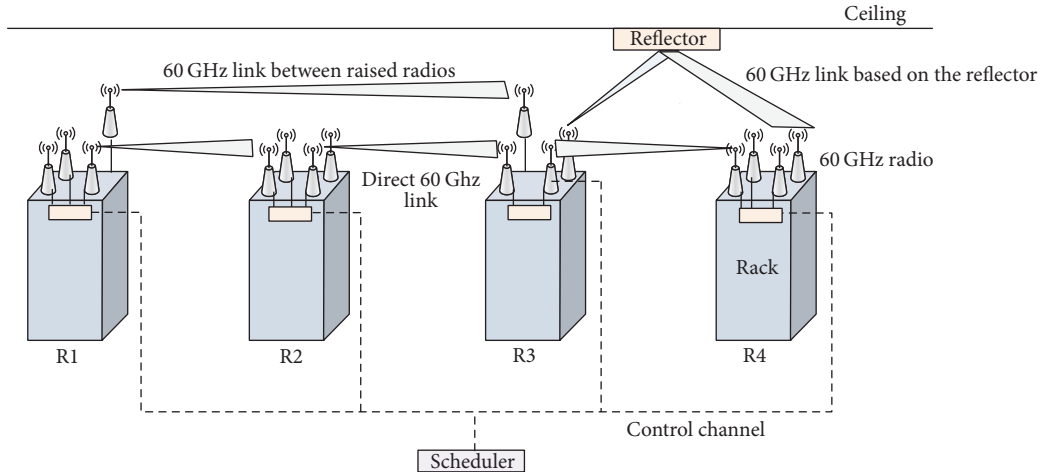 Ceiling
Reflector
60 GHz link between raised radios
60 GHz link based on the reflector
60 GHz radio
Direct 60 Ghz
link
Rack
R1
R2
R3
R4
Control channel
Scheduler